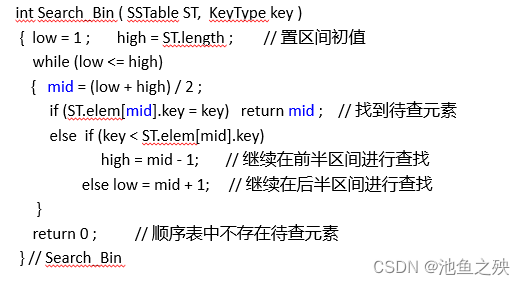 int Search_Bin ( SSTable ST, KeyType key )
{ low = 1 ; high = ST.length ; // 置区间初值
while (low <= high)
{ mid = (low + high) / 2 ;
if (ST.elem[mid].key = key) return mid ; // 找到待查元素
else if (key < ST.elem[mid].key)
high = mid - 1; // 继续在前半区间进行查找
else low = mid + 1; // 继续在后半区间进行查找
}
return 0 ; // 顺序表中不存在待查元素
} // Search_Bin
CSDN @池鱼之殃